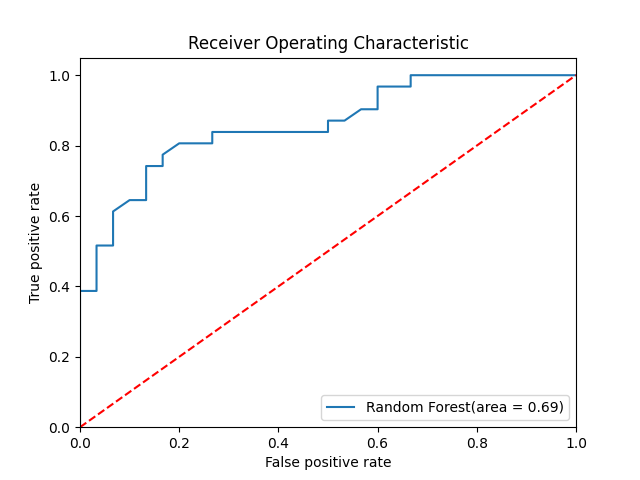 Receiver Operating Characteristic
1.0
0.8
0.6
0.4
0.2
0.0
True positive rate
Random Forest(area = 0.69)
0.0 0.2 0.4 0.6 0.8 1.0
False positive rate